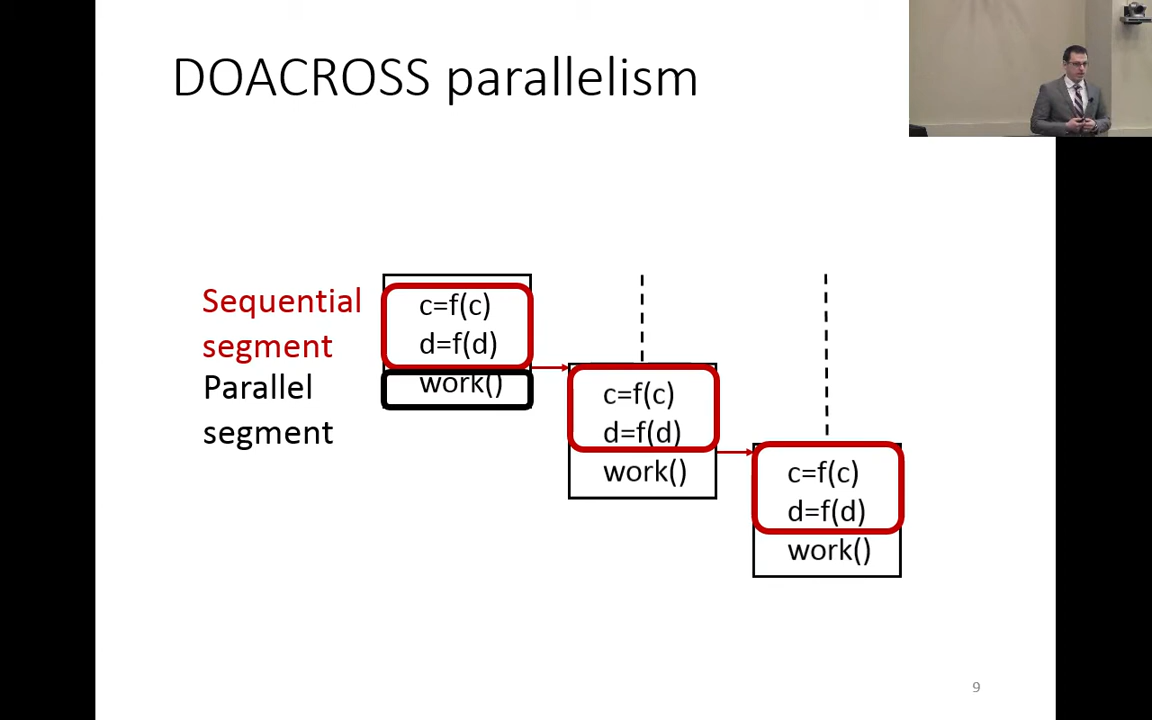 DOACROSS parallelism
Sequential
segment
Parallel
segment
c=f(c)
d=f(d)
work()
c=f(c)
d=f(d)
work()
c=f(c)
d=f(d)
work()
9